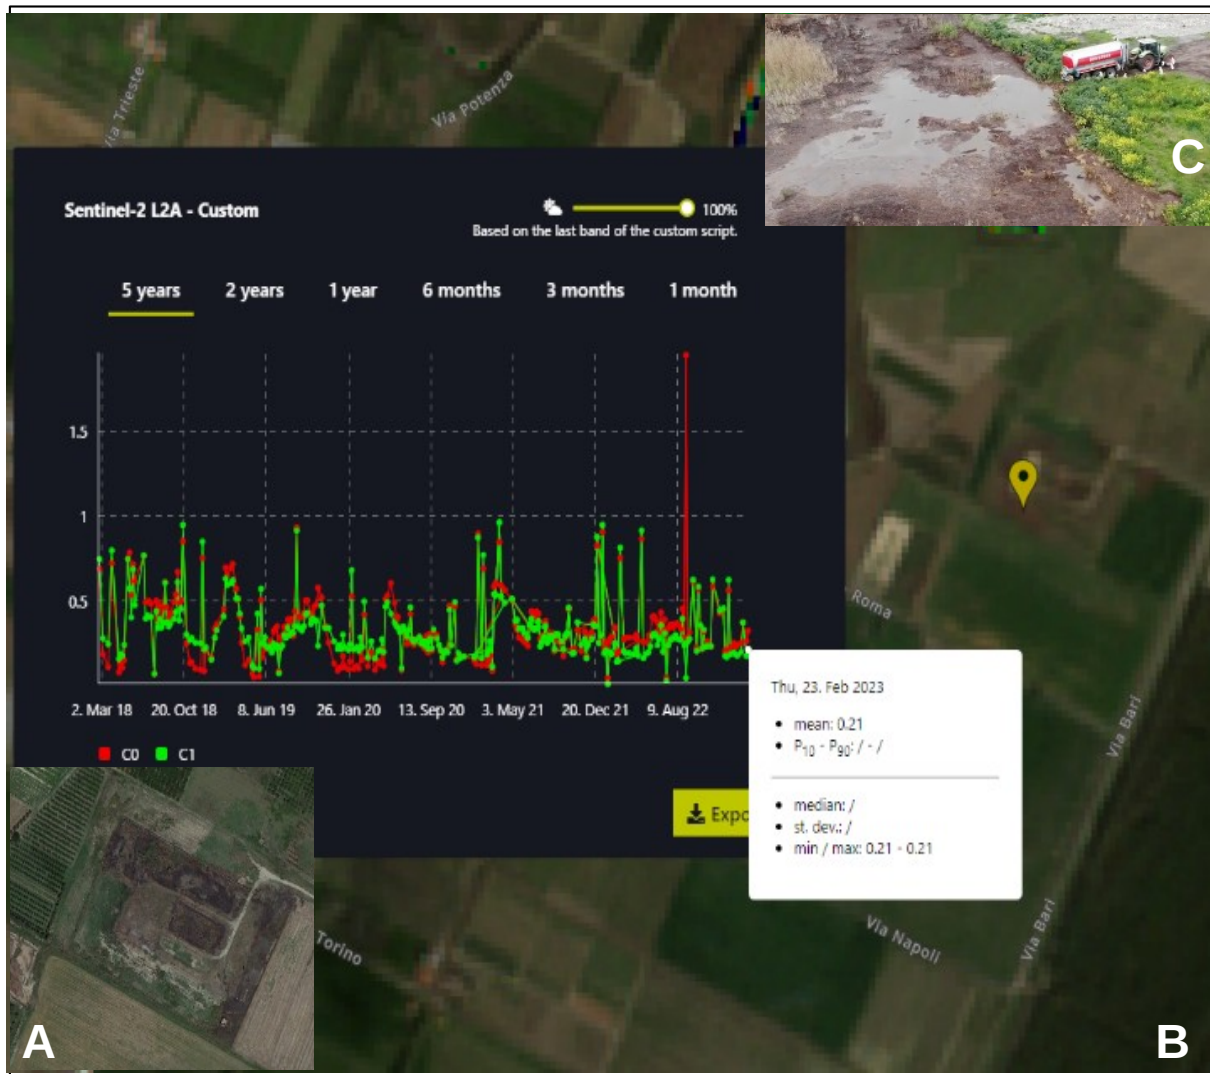 Via Trieste
Via Potenza
C
Sentinel-2 L2A - Custom
100%
Based on the last band of the custom script.
5 years
2 years
1 year
6 months
3 months
1 month
1.5
1
0.5
2. Mar 18
20. Oct 18
8. Jun 19
26. Jan 20
13. Sep 20
3. May 21
20. Dec 21
9. Aug 22
C0
C1
Expo
Roma
Thu, 23. Feb 2023
mean: 0.21
P10 - P90: / - /
median: /
st. dev.: /
min / max: 0.21 - 0.21
Via Bari
Via Bari
Via Napoli
Torino
A
B